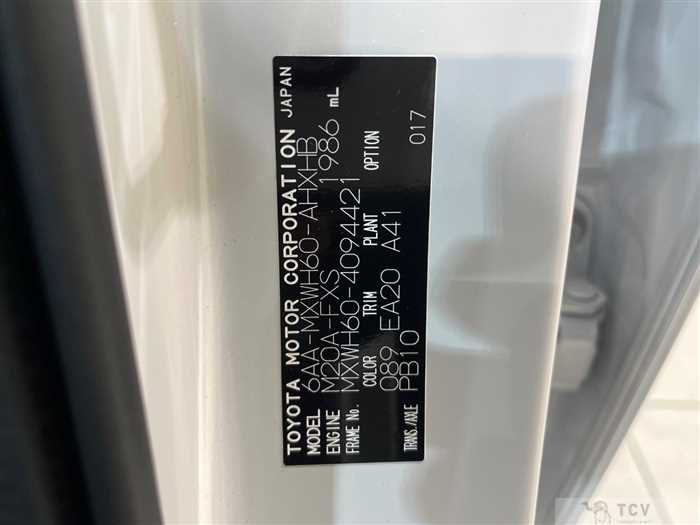 TOYOTA MOTOR CORPORATION JAPAN
MODEL 6AA-MXWH60-AHXHB
ENGINE M20A-FXS 1986 mL
FRAME No. MXWH60-4094421
COLOR TRIM PLANT OPTION
089 EA20 A41 017
TRANS./AXLE PB10
TCV